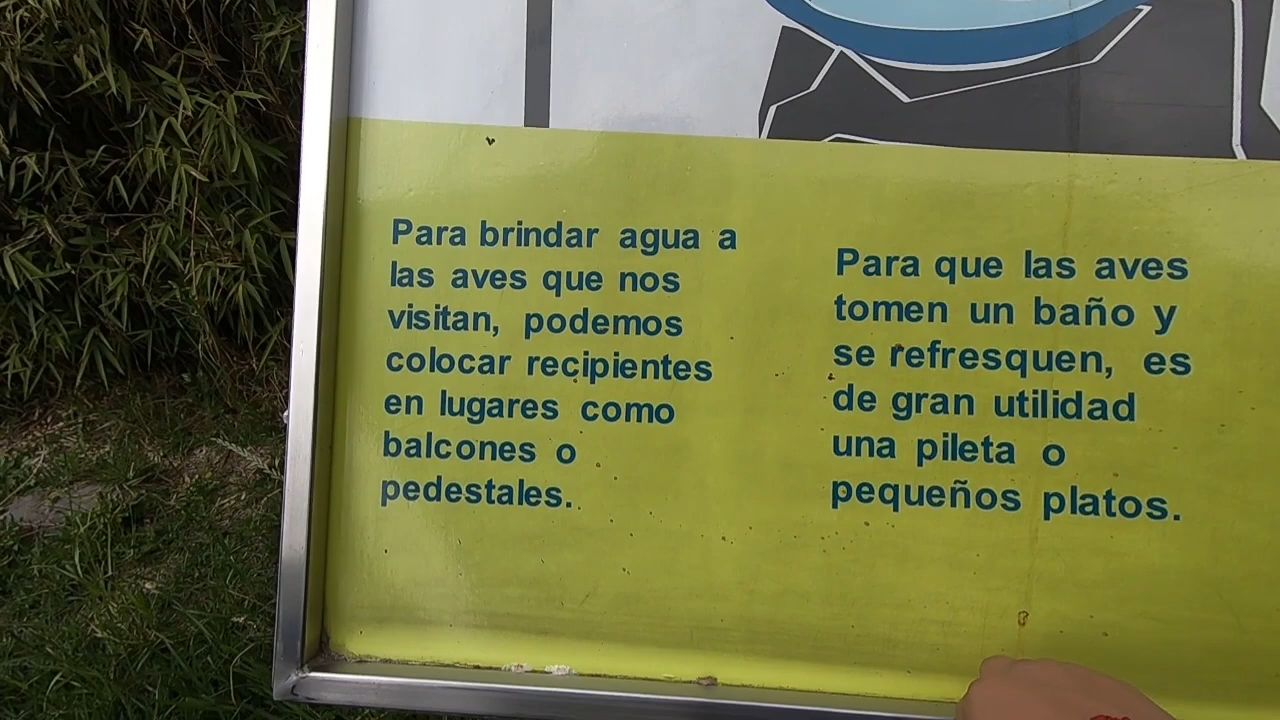 Para brindar agua a
las aves que nos
visitan, podemos
colocar recipientes
en lugares como
balcones o
pedestales.
Para que las aves
tomen un baño y
se refresquen, es
de gran utilidad
una pileta o
pequeños platos.